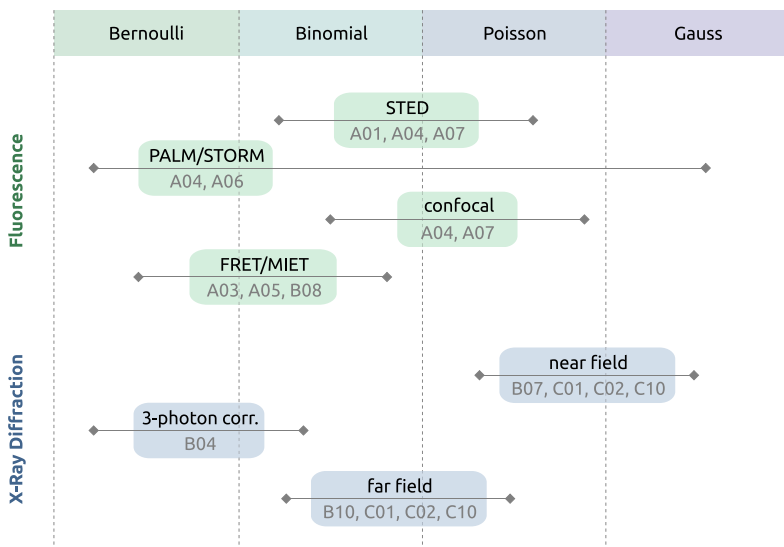 Bernoulli Binomial Poisson Gauss
Fluorescence
STED
A01, A04, A07
PALM/STORM
A04, A06
confocal
A04, A07
FRET/MIET
A03, A05, B08
X-Ray Diffraction
near field
B07, C01, C02, C10
3-photon corr.
B04
far field
B10, C01, C02, C10